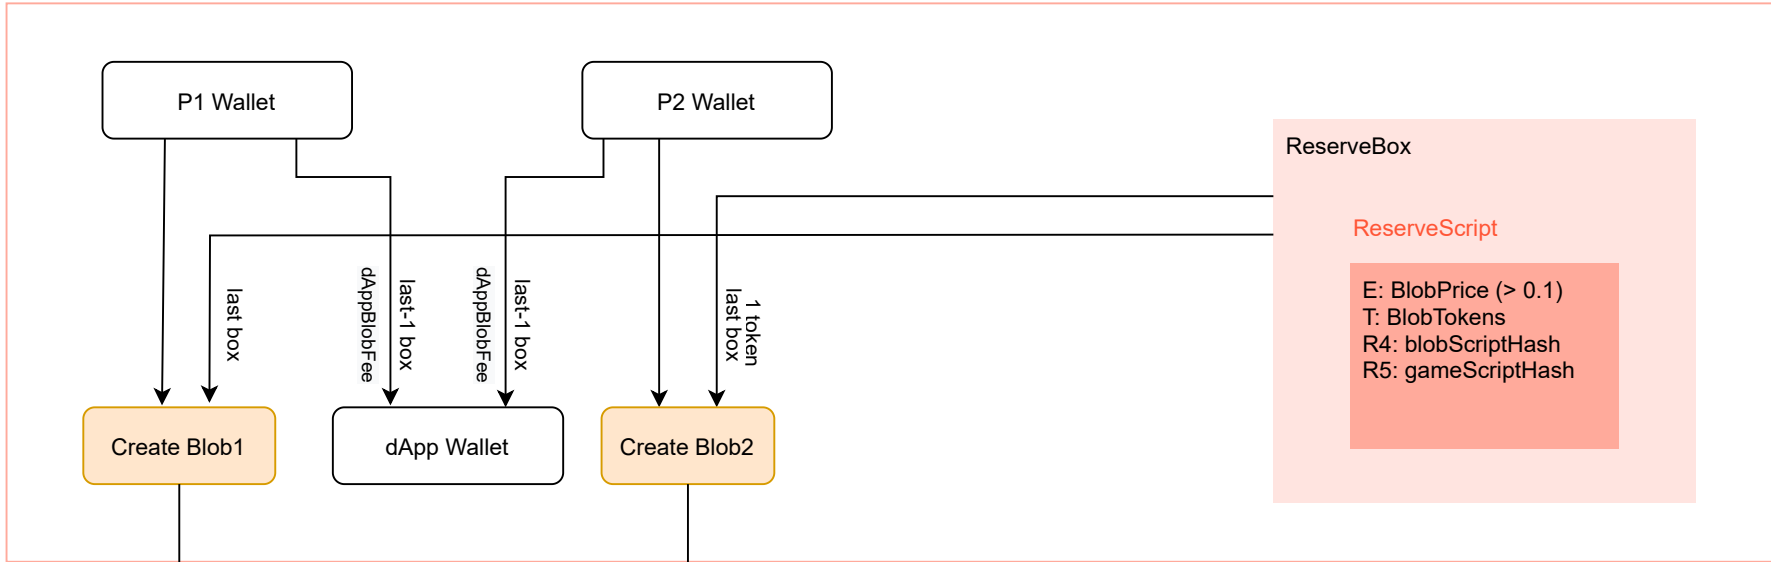 P1 Wallet
P2 Wallet
ReserveBox
ReserveScript
E: BlobPrice (> 0.1)
T: BlobTokens
R4: blobScriptHash
R5: gameScriptHash
last box
last-1 box
dAppBlobFee
last-1 box
dAppBlobFee
1 token
last box
Create Blob1
dApp Wallet
Create Blob2